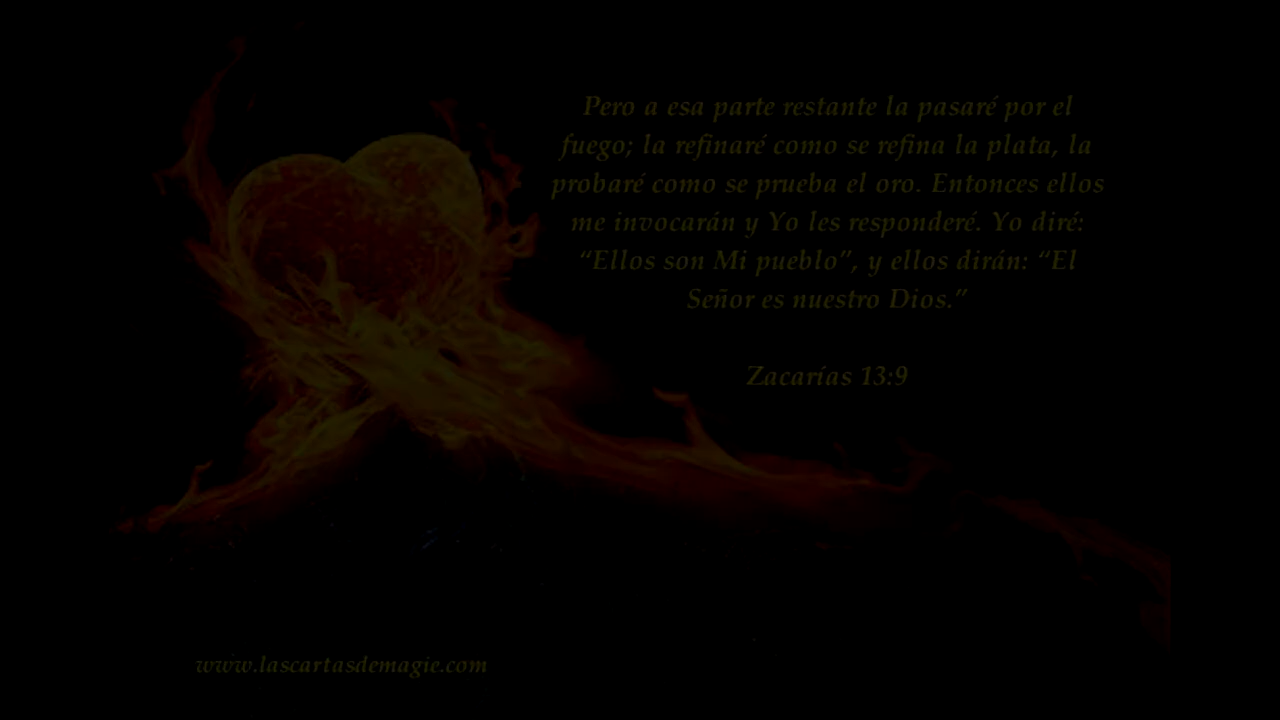 Pero a esa parte restante la pasaré por el
fuego; la refinaré como se refina la plata, la
probaré como se prueba el oro. Entonces ellos
me invocarán y Yo les responderé. Yo diré:
“Ellos son Mi pueblo”, y ellos dirán: “El
Señor es nuestro Dios.”
Zacarías 13:9
www.lascartasdemagie.com